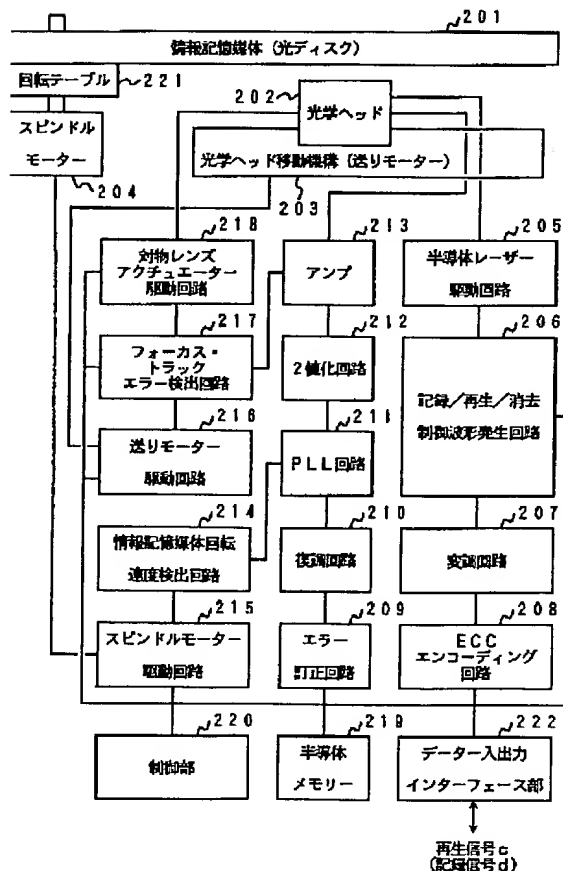 201
情報記憶媒体（光ディスク）
回転テーブル
221
202
光学ヘッド
スピンドル
モーター
光学ヘッド移動機構（送りモーター）
204
203
218
対物レンズ
アクチュエーター
駆動回路
213
アンプ
205
半導体レーザー
駆動回路
217
フォーカス・
トラック
エラー検出回路
212
2値化回路
206
記録／再生／消去
制御波形発生回路
216
送りモーター
駆動回路
211
PLL回路
214
情報記憶媒体回転
速度検出回路
210
復調回路
207
変調回路
215
スピンドルモーター
駆動回路
209
エラー
訂正回路
208
ECC
エンコーディング
回路
220
制御部
219
半導体
メモリー
222
データー入出力
インターフェース部
再生信号c
（記録信号d）